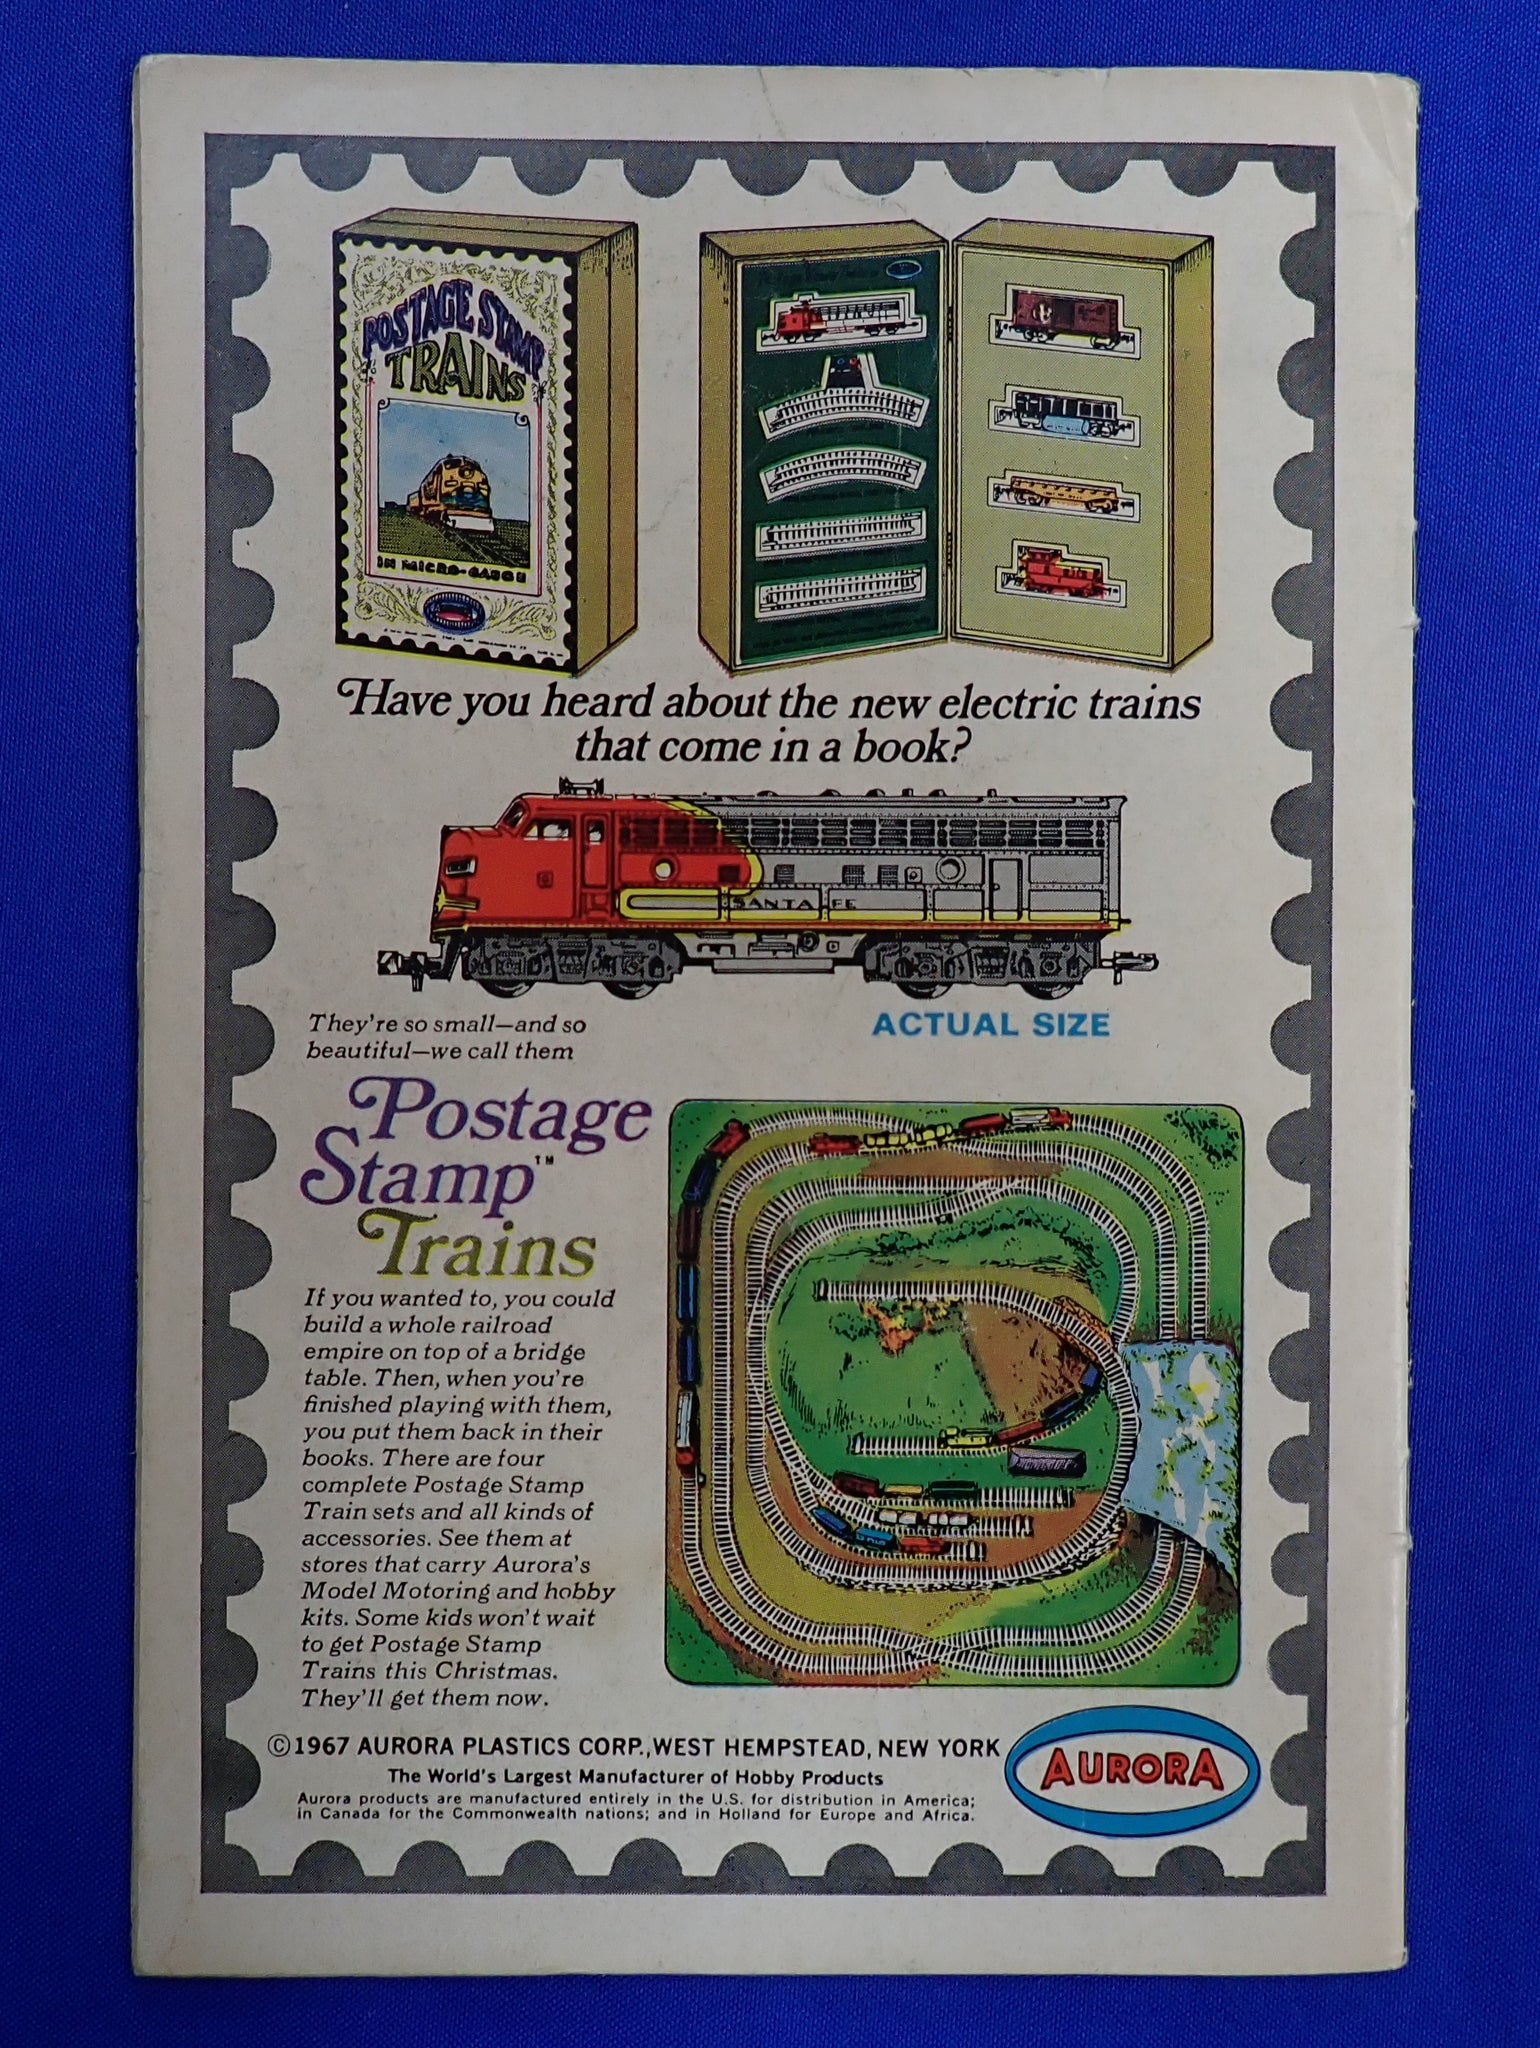 POSTAGE STAMP
TRAINS
IN MICRO-GAUGE
Have you heard about the new electric trains
that come in a book?
SANTA FE
They're so small—and so
beautiful—we call them
ACTUAL SIZE
Postage
Stamp™
Trains
If you wanted to, you could
build a whole railroad
empire on top of a bridge
table. Then, when you're
finished playing with them,
you put them back in their
books. There are four
complete Postage Stamp
Train sets and all kinds of
accessories. See them at
stores that carry Aurora's
Model Motoring and hobby
kits. Some kids won't wait
to get Postage Stamp
Trains this Christmas.
They'll get them now.
©1967 AURORA PLASTICS CORP., WEST HEMPSTEAD, NEW YORK
The World's Largest Manufacturer of Hobby Products
Aurora products are manufactured entirely in the U.S. for distribution in America;
in Canada for the Commonwealth nations; and in Holland for Europe and Africa.
AURORA